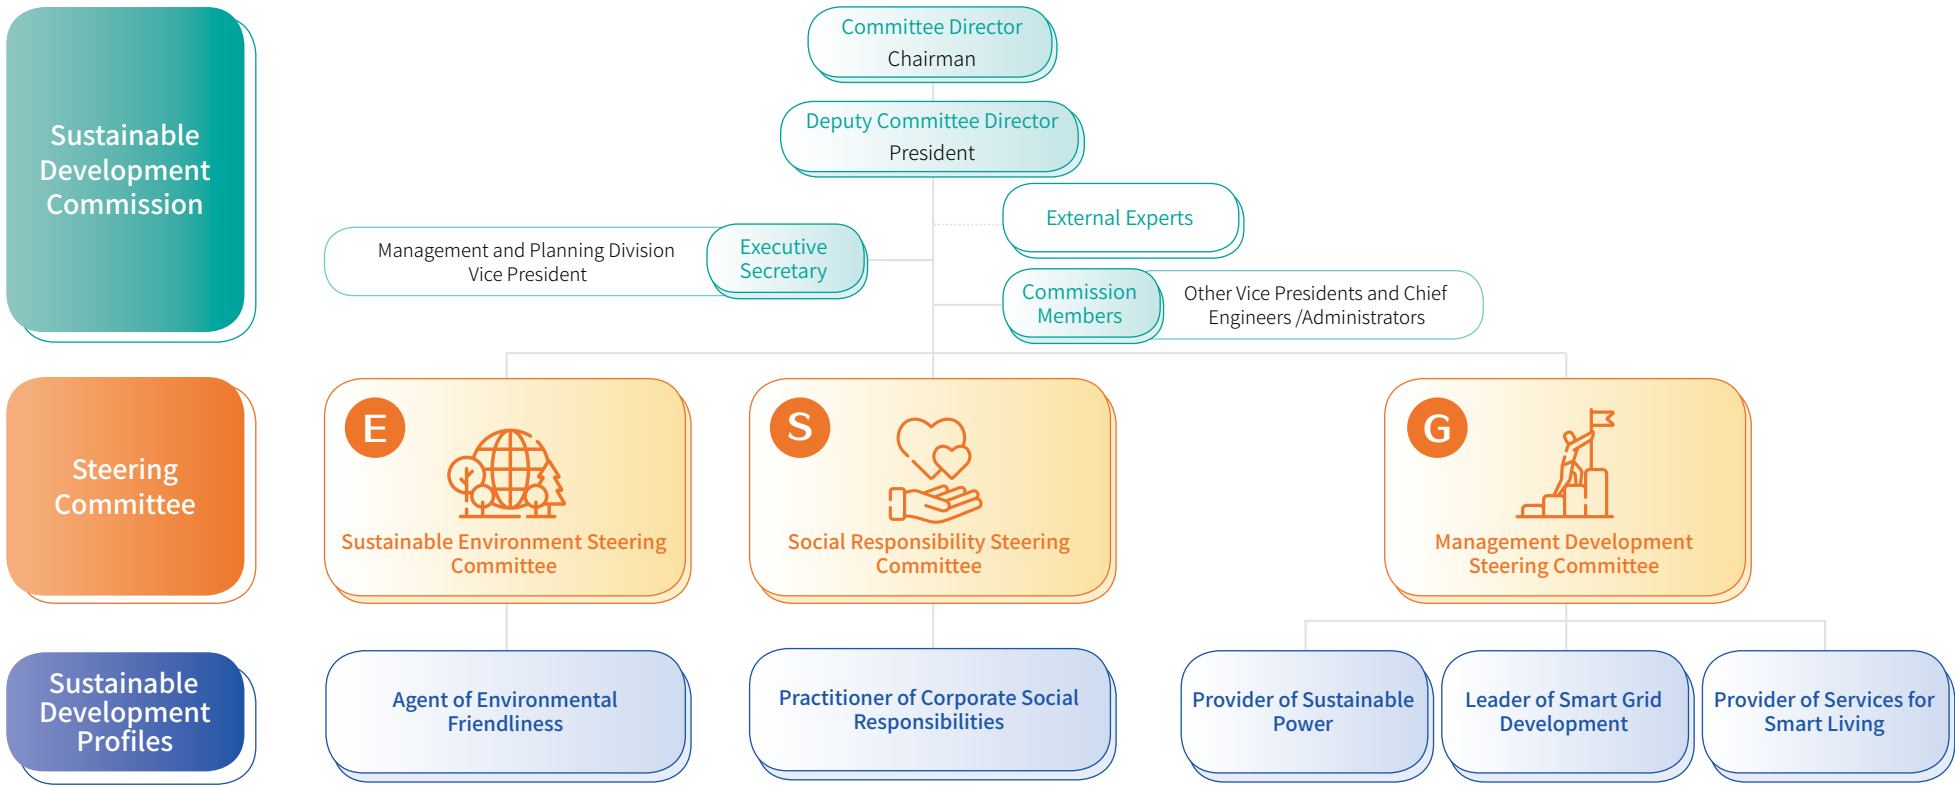 Sustainable
Development
Commission
Committee Director
Chairman
Deputy Committee Director
President
External Experts
Management and Planning Division
Vice President
Executive
Secretary
Commission
Members
Other Vice Presidents and Chief
Engineers /Administrators
Steering
Committee
E
Sustainable Environment Steering
Committee
S
Social Responsibility Steering
Committee
G
Management Development
Steering Committee
Sustainable
Development
Profiles
Agent of Environmental
Friendliness
Practitioner of Corporate Social
Responsibilities
Provider of Sustainable
Power
Leader of Smart Grid
Development
Provider of Services for
Smart Living